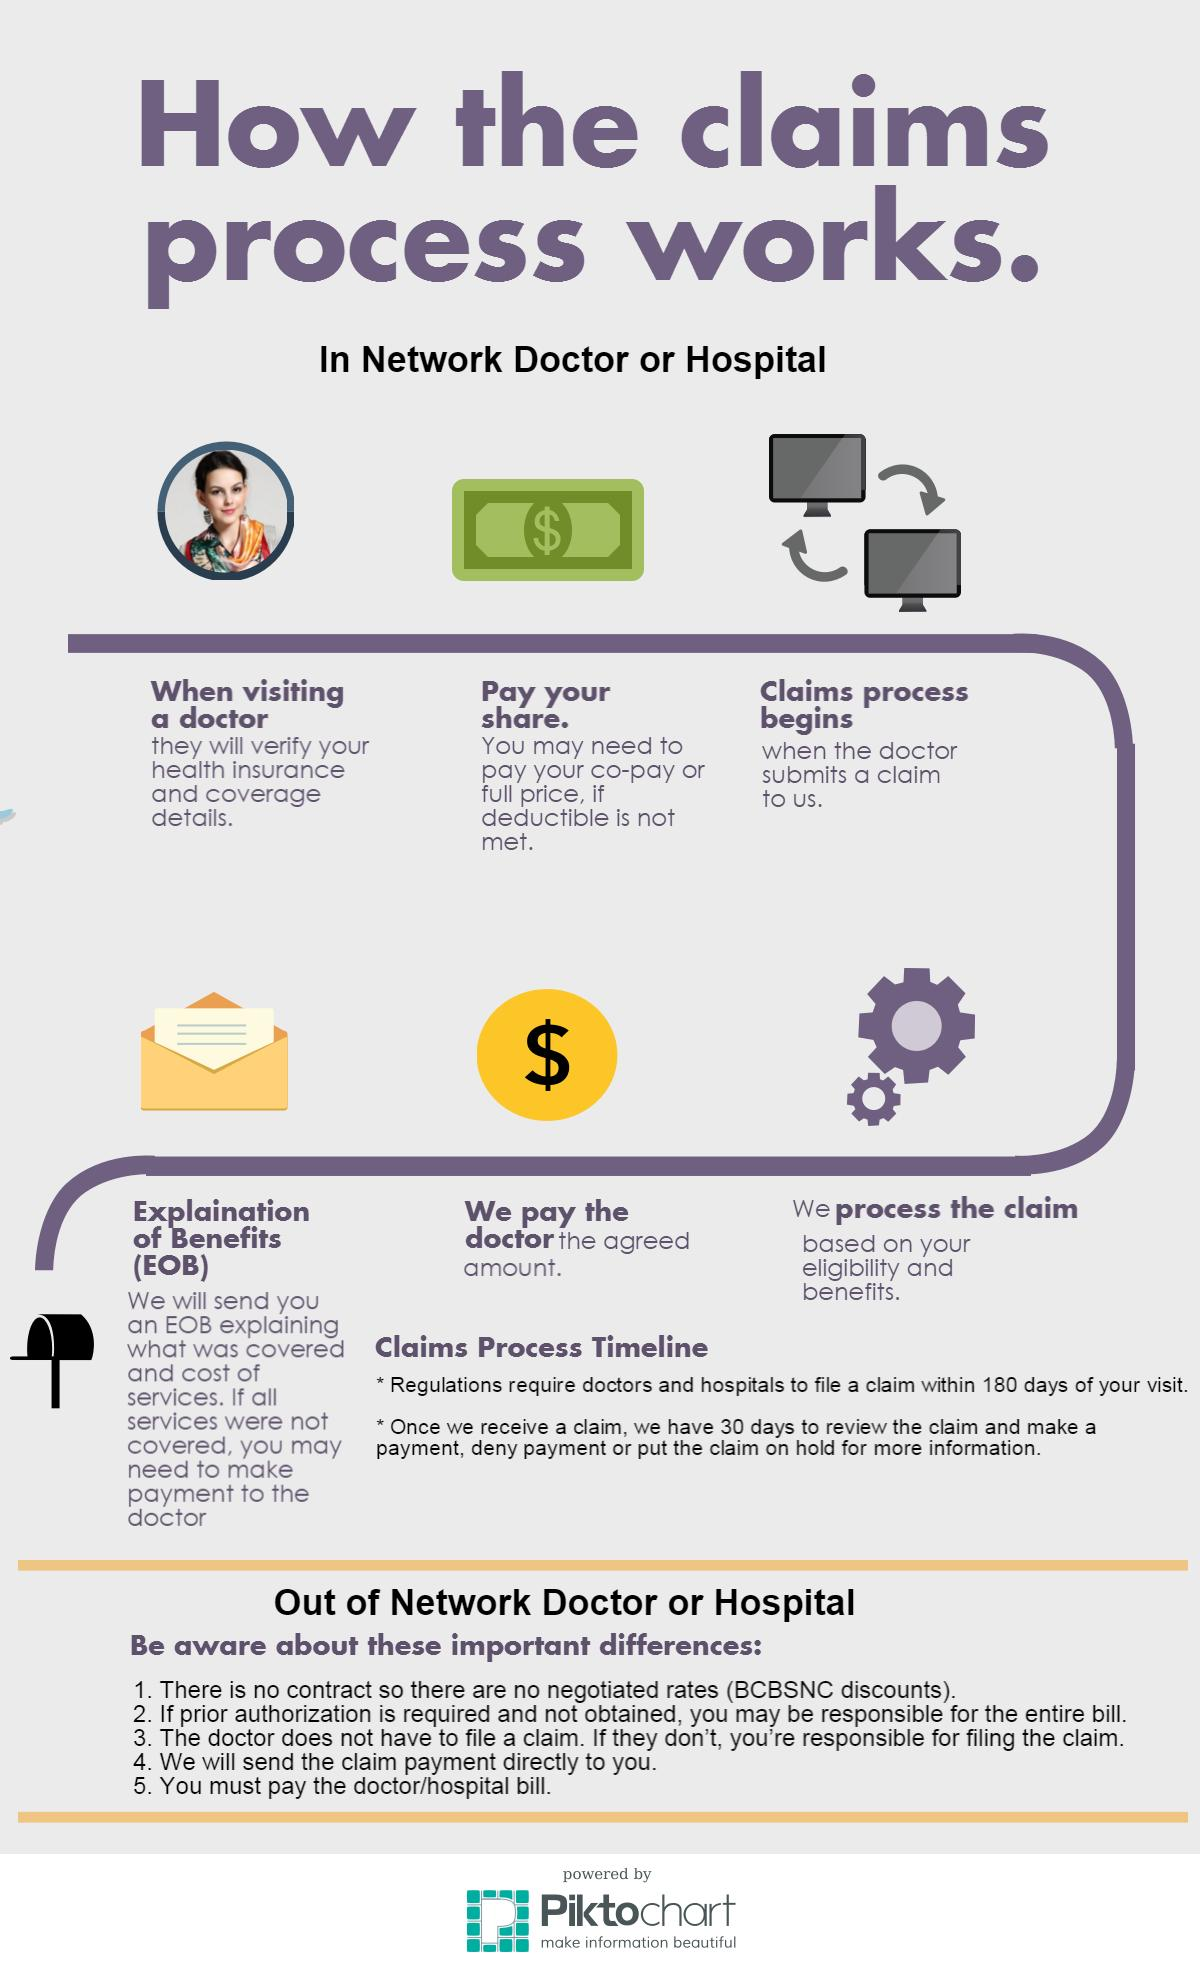 How the claims
process works.
In Network Doctor or Hospital
$
When visiting
a doctor
they will verify your
health insurance
and coverage
details.
Pay your
share.
You may need to
pay your co-pay or
full price, if
deductible is not
met.
Claims process
begins
when the doctor
submits a claim
to us.
$
We process the claim
based on your
eligibility and
benefits.
We pay the
doctor the agreed
amount.
Explaination
of Benefits
(EOB)
We will send you
an EOB explaining
what was covered
and cost of
services. If all
services were not
covered, you may
need to make
payment to the
doctor
Claims Process Timeline
* Regulations require doctors and hospitals to file a claim within 180 days of your visit.
* Once we receive a claim, we have 30 days to review the claim and make a
payment, deny payment or put the claim on hold for more information.
Out of Network Doctor or Hospital
Be aware about these important differences:
1. There is no contract so there are no negotiated rates (BCBSNC discounts).
2. If prior authorization is required and not obtained, you may be responsible for the entire bill.
3. The doctor does not have to file a claim. If they don't, you're responsible for filing the claim.
4. We will send the claim payment directly to you.
5. You must pay the doctor/hospital bill.
powered by
Piktochart
make information beautiful